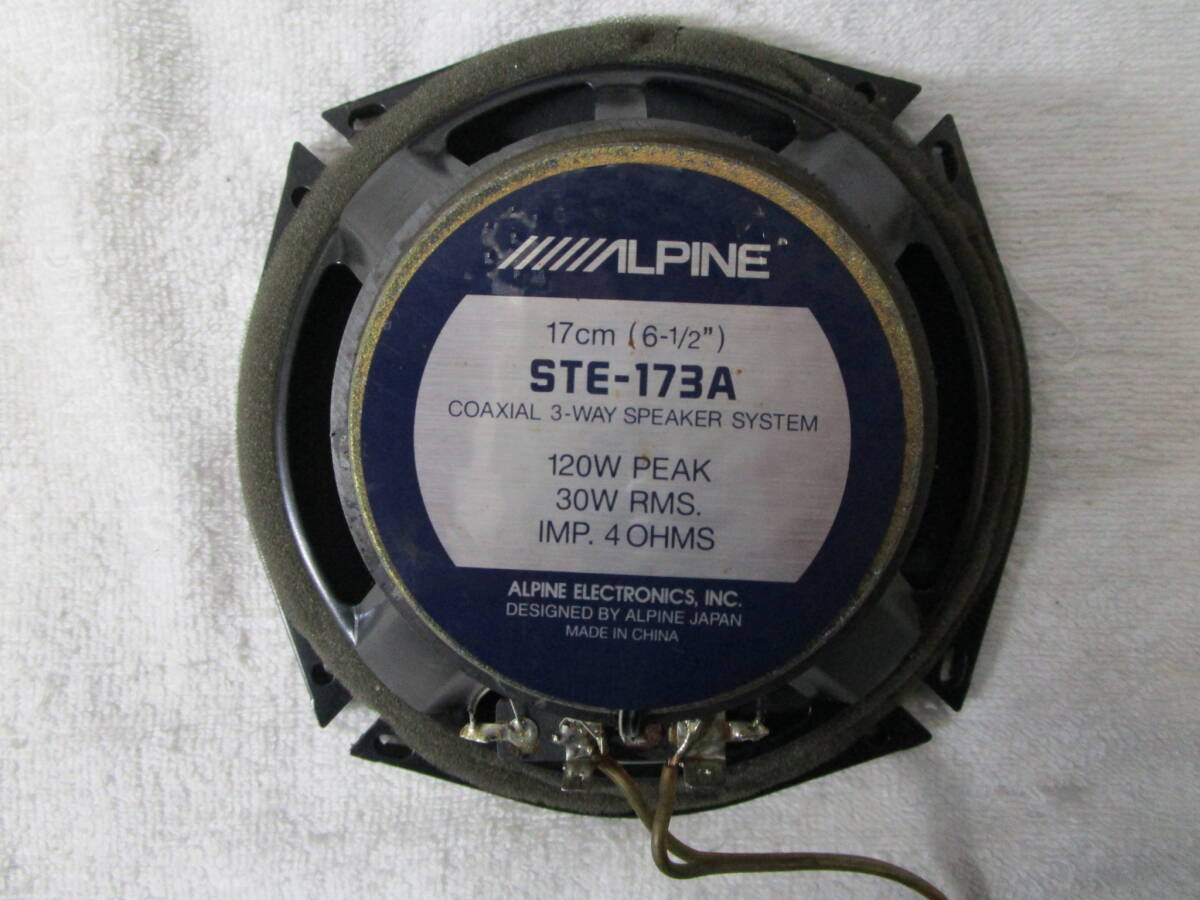 ALPINE
17cm (6-1/2")
STE-173A
COAXIAL 3-WAY SPEAKER SYSTEM
120W PEAK
30W RMS.
IMP. 4 OHMS
ALPINE ELECTRONICS, INC.
DESIGNED BY ALPINE JAPAN
MADE IN CHINA